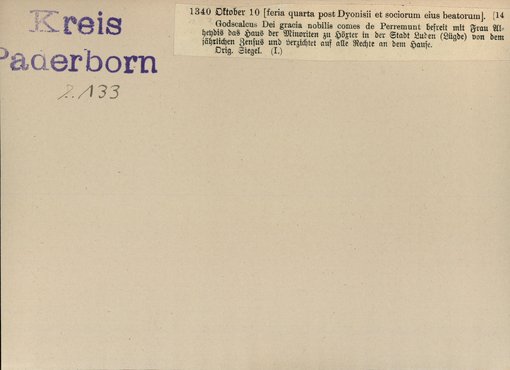 Kreis
Paderborn
2.133
1340 Oktober 10 [feria quarta post Dyonisii et sociorum eius beatorum]. (14
Godscalcus Dei gracia nobilis comes de Perremunt befreit mit Frau Al-
heydis das Haus der Minoriten zu Höxter in der Stadt Luden (Lügde) von dem
jährlichen Zensus und verzichtet auf alle Rechte an dem Hause.
Orig. Siegel. (I.)